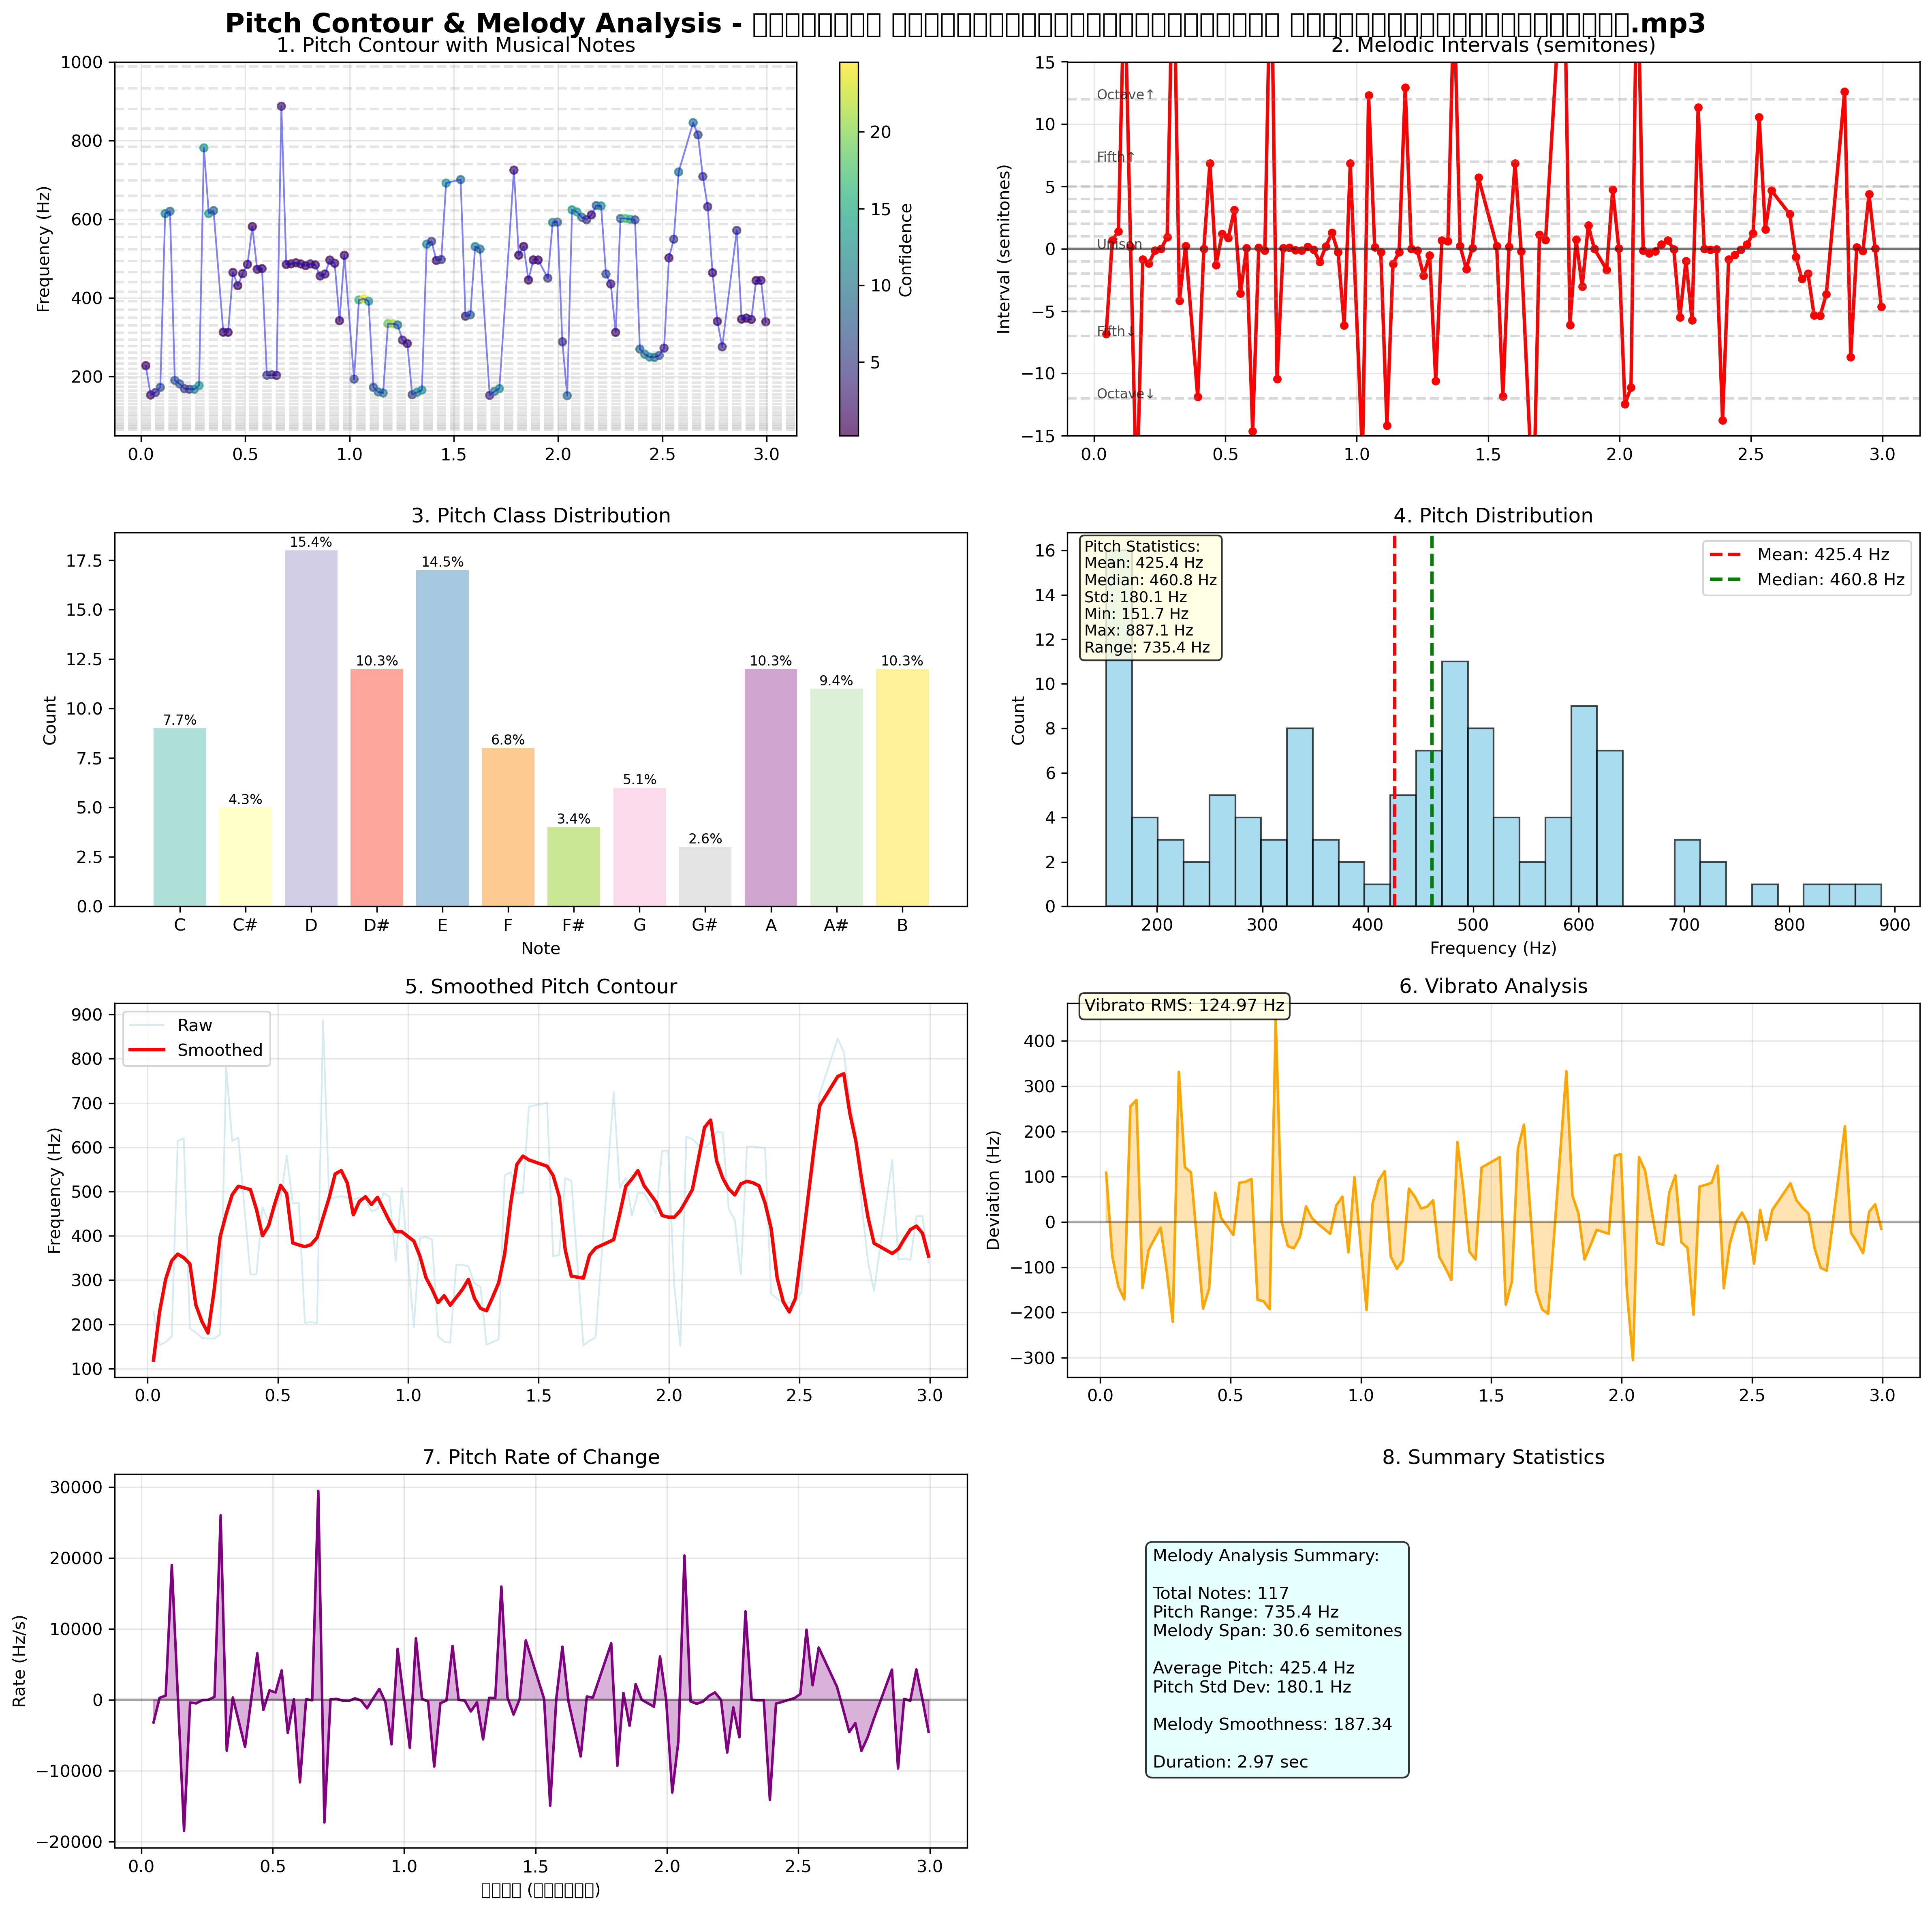 Pitch Contour & Melody Analysis - .mp3
1. Pitch Contour with Musical Notes
1000
800
600
400
200
Frequency (Hz)
0.0 0.5 1.0 1.5 2.0 2.5 3.0
20
15
10
5
Confidence
2. Melodic Intervals (semitones)
15
10
5
0
−5
−10
−15
Interval (semitones)
Octave↑
Fifth↑
Unison
Fifth↓
Octave↓
0.0 0.5 1.0 1.5 2.0 2.5 3.0
3. Pitch Class Distribution
17.5
15.0
12.5
10.0
7.5
5.0
2.5
0.0
Count
7.7% 4.3% 15.4% 10.3% 14.5% 6.8% 3.4% 5.1% 2.6% 10.3% 9.4% 10.3%
C C# D D# E F F# G G# A A# B
Note
4. Pitch Distribution
16
14
12
10
8
6
4
2
0
Count
Pitch Statistics:
Mean: 425.4 Hz
Median: 460.8 Hz
Std: 180.1 Hz
Min: 151.7 Hz
Max: 887.1 Hz
Range: 735.4 Hz
Mean: 425.4 Hz
Median: 460.8 Hz
200 300 400 500 600 700 800 900
Frequency (Hz)
5. Smoothed Pitch Contour
900
800
700
600
500
400
300
200
100
Frequency (Hz)
Raw
Smoothed
0.0 0.5 1.0 1.5 2.0 2.5 3.0
6. Vibrato Analysis
Vibrato RMS: 124.97 Hz
400
300
200
100
0
−100
−200
−300
Deviation (Hz)
0.0 0.5 1.0 1.5 2.0 2.5 3.0
7. Pitch Rate of Change
30000
20000
10000
0
−10000
−20000
Rate (Hz/s)
0.0 0.5 1.0 1.5 2.0 2.5 3.0
8. Summary Statistics
Melody Analysis Summary:
Total Notes: 117
Pitch Range: 735.4 Hz
Melody Span: 30.6 semitones
Average Pitch: 425.4 Hz
Pitch Std Dev: 180.1 Hz
Melody Smoothness: 187.34
Duration: 2.97 sec